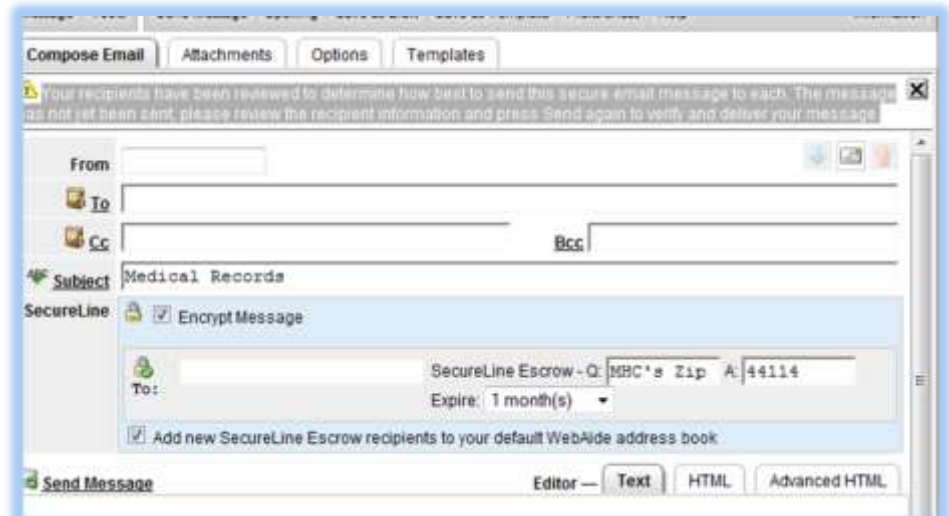 Compose Email Attachments Options Templates
Your recipients have been reviewed to determine how best to send this secure email message to each. The message
has not yet been sent, please review the recipient information and press Send again to verify and deliver your message
From
To
Cc Bcc
Subject Medical Records
SecureLine Encrypt Message
To: SecureLine Escrow - Q: MHC's Zip A: 44114
Expire: 1 month(s)
Add new SecureLine Escrow recipients to your default WebAide address book
Send Message Editor — Text HTML Advanced HTML